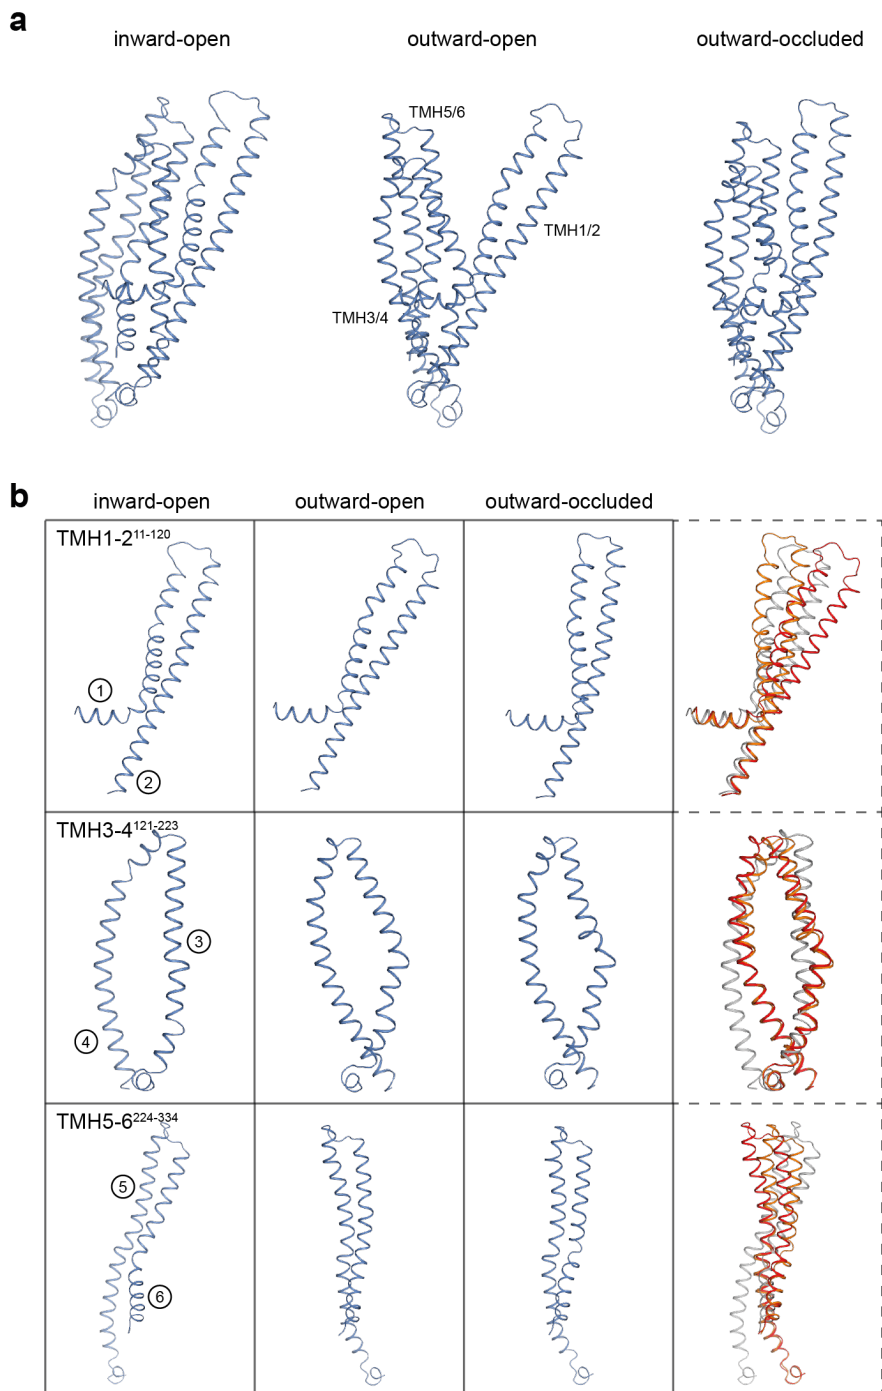 a
inward-open
outward-open
outward-occluded
TMH5/6
TMH1/2
TMH3/4
b
inward-open
outward-open
outward-occluded
TMH1-2¹¹⁻¹²⁰
1
2
TMH3-4¹²¹⁻²²³
3
4
TMH5-6²²⁴⁻³³⁴
5
6